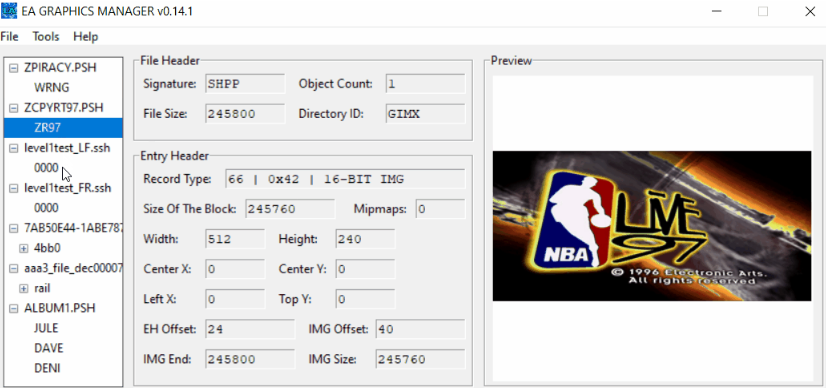 EA GRAPHICS MANAGER v0.14.1
File Tools Help
ZPIRACY.PSH
WRNG
ZCPYRT97.PSH
ZR97
level1test_LF.ssh
0000
level1test_FR.ssh
0000
7AB50E44-1ABE787
4bb0
aaa3_file_dec00007
rail
ALBUM1.PSH
JULE
DAVE
DENI
File Header
Signature: SHPP Object Count: 1
File Size: 245800 Directory ID: GIMX
Entry Header
Record Type: 66 | 0x42 | 16-BIT IMG
Size Of The Block: 245760 Mipmaps: 0
Width: 512 Height: 240
Center X: 0 Center Y: 0
Left X: 0 Top Y: 0
EH Offset: 24 IMG Offset: 40
IMG End: 245800 IMG Size: 245760
Preview
LIVE
97
NBA
© 1996 Electronic Arts.
All rights reserved